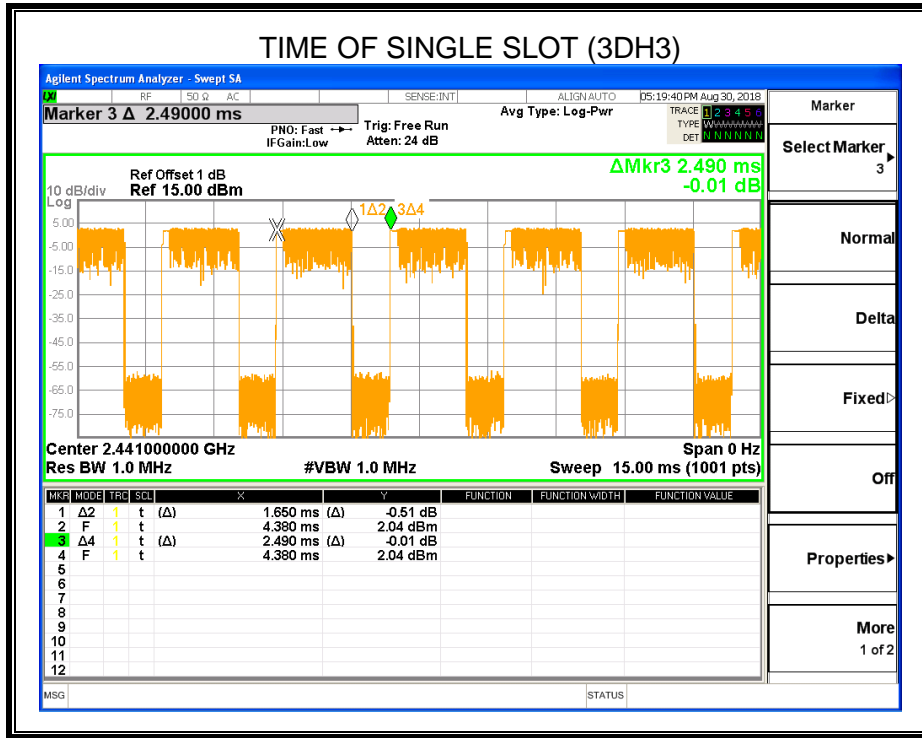 TIME OF SINGLE SLOT (3DH3)
Agilent Spectrum Analyzer - Swept SA
LXI RF 50 Ω AC SENSE:INT ALIGN AUTO 05:19:40 PM Aug 30, 2018
Marker 3 Δ 2.49000 ms
PNO: Fast
IFGain:Low
Trig: Free Run
Atten: 24 dB
Avg Type: Log-Pwr
TRACE 1 2 3 4 5 6
TYPE W W W W W W
DET N N N N N N
ΔMkr3 2.490 ms
-0.01 dB
Ref Offset 1 dB
10 dB/div Ref 15.00 dBm
Log
1Δ2 3Δ4
5.00
-5.00
-15.0
-25.0
-35.0
-45.0
-55.0
-65.0
-75.0
Center 2.441000000 GHz Span 0 Hz
Res BW 1.0 MHz #VBW 1.0 MHz Sweep 15.00 ms (1001 pts)
MKR MODE TRC SCL X Y FUNCTION FUNCTION WIDTH FUNCTION VALUE
1 Δ2 1 t (Δ) 1.650 ms (Δ) -0.51 dB
2 F 1 t 4.380 ms 2.04 dBm
3 Δ4 1 t (Δ) 2.490 ms (Δ) -0.01 dB
4 F 1 t 4.380 ms 2.04 dBm
5
6
7
8
9
10
11
12
MSG STATUS
Marker
Select Marker
3
Normal
Delta
Fixed
Off
Properties
More
1 of 2